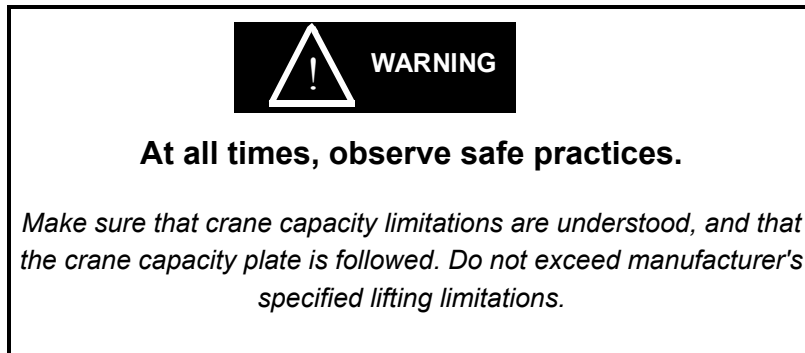 ! WARNING
At all times, observe safe practices.
Make sure that crane capacity limitations are understood, and that
the crane capacity plate is followed. Do not exceed manufacturer's
specified lifting limitations.